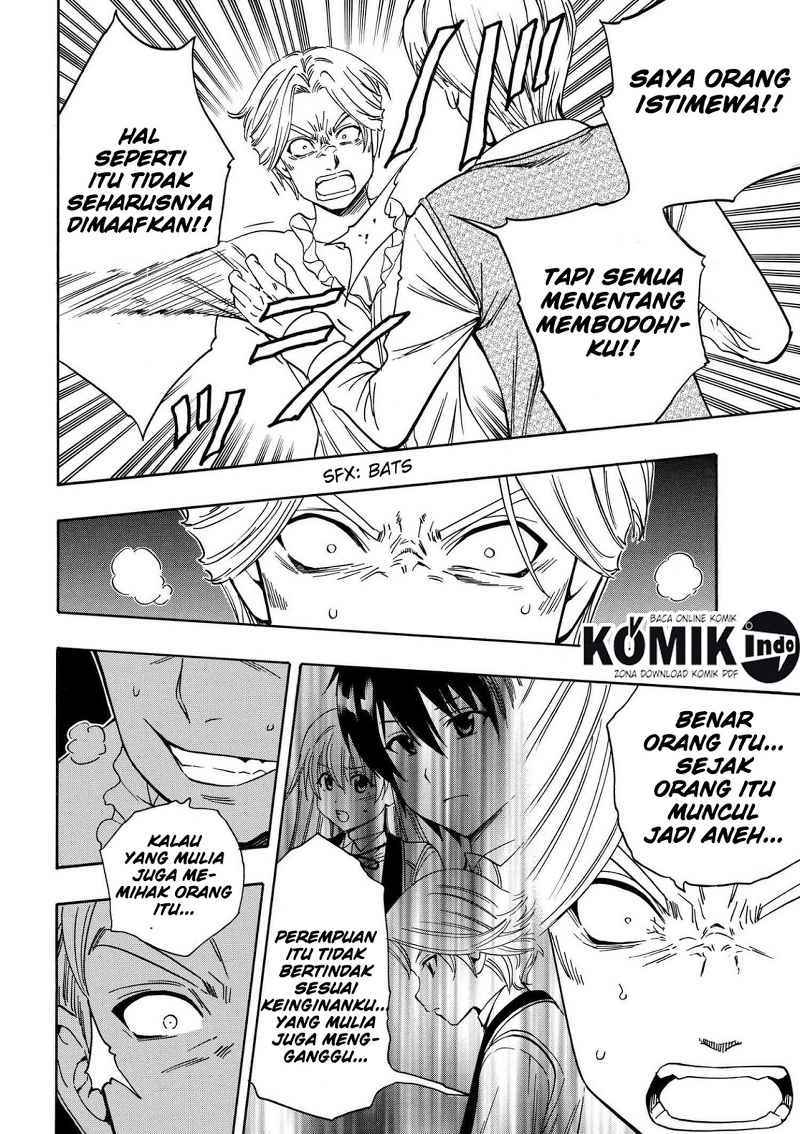 SAYA ORANG
ISTIMEWA!!
TAPI SEMUA
MENENTANG
MEMBODOHI-
KU!!
HAL
SEPERTI
ITU TIDAK
SEHARUSNYA
DIMAAFKAN!!
SFX: BATS
BACA ONLINE KOMIK
KOMIK Indo
ZONA DOWNLOAD KOMIK PDF
BENAR
ORANG ITU...
SEJAK
ORANG ITU
MUNCUL
JADI ANEH...
PEREMPUAN
ITU TIDAK
BERTINDAK
SESUAI
KEINGINANKU...
YANG MULIA
JUGA MENG-
GANGGU...
KALAU
YANG MULIA
JUGA ME-
MIHAK ORANG
ITU...